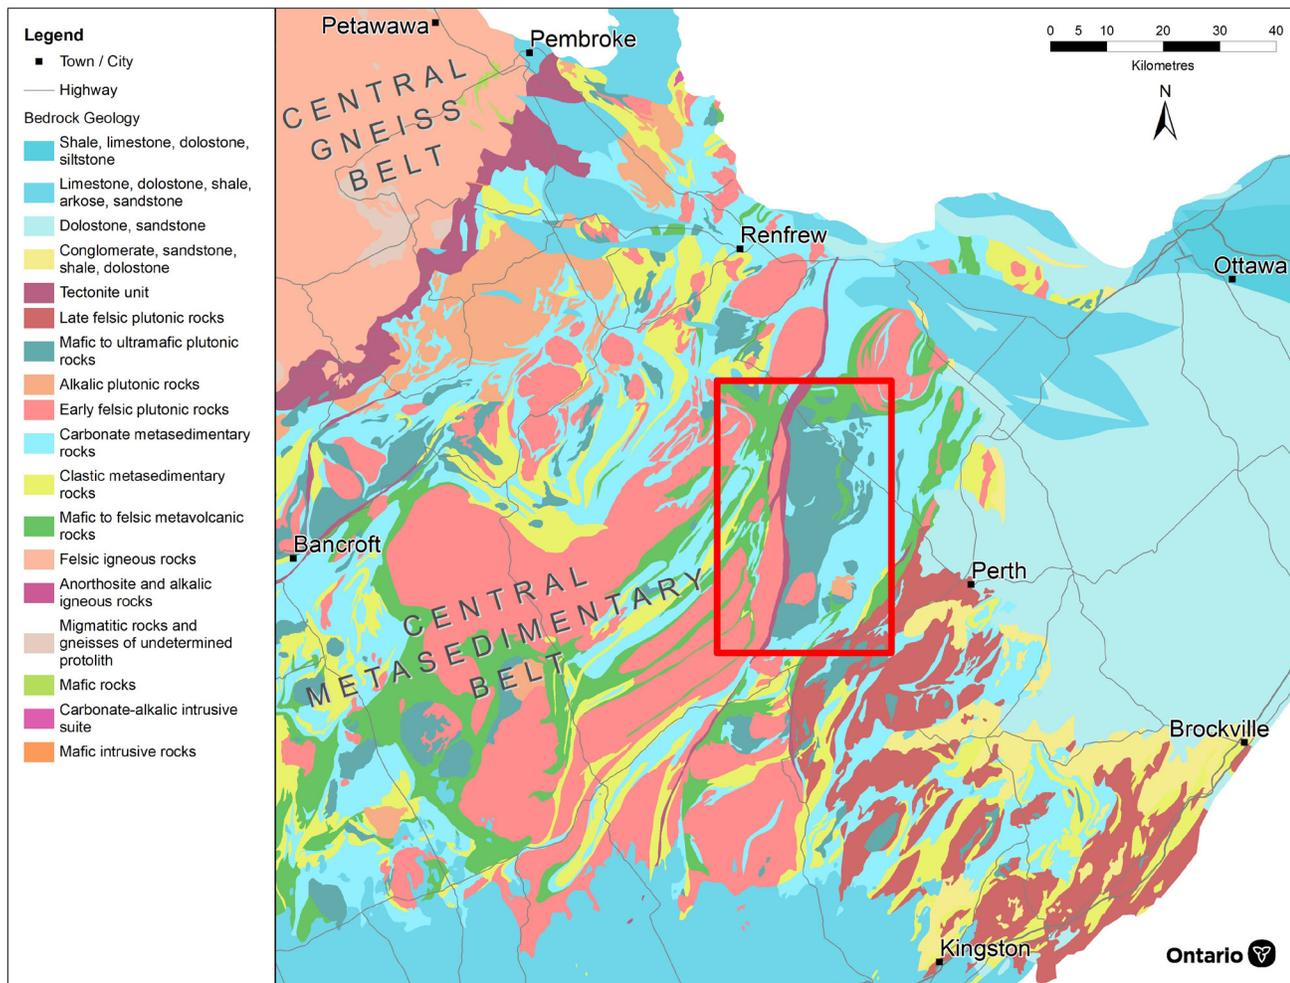 Legend
Town / City
Highway
Bedrock Geology
Shale, limestone, dolostone,
siltstone
Limestone, dolostone, shale,
arkose, sandstone
Dolostone, sandstone
Conglomerate, sandstone,
shale, dolostone
Tectonite unit
Late felsic plutonic rocks
Mafic to ultramafic plutonic
rocks
Alkalic plutonic rocks
Early felsic plutonic rocks
Carbonate metasedimentary
rocks
Clastic metasedimentary
rocks
Mafic to felsic metavolcanic
rocks
Felsic igneous rocks
Anorthosite and alkalic
igneous rocks
Migmatitic rocks and
gneisses of undetermined
protolith
Mafic rocks
Carbonate-alkalic intrusive
suite
Mafic intrusive rocks
Petawawa
Pembroke
CENTRAL
GNEISS
BELT
0 5 10 20 30 40
Kilometres
N
Renfrew
Ottawa
Bancroft
Perth
CENTRAL
METASEDIMENTARY
BELT
Brockville
Kingston
Ontario